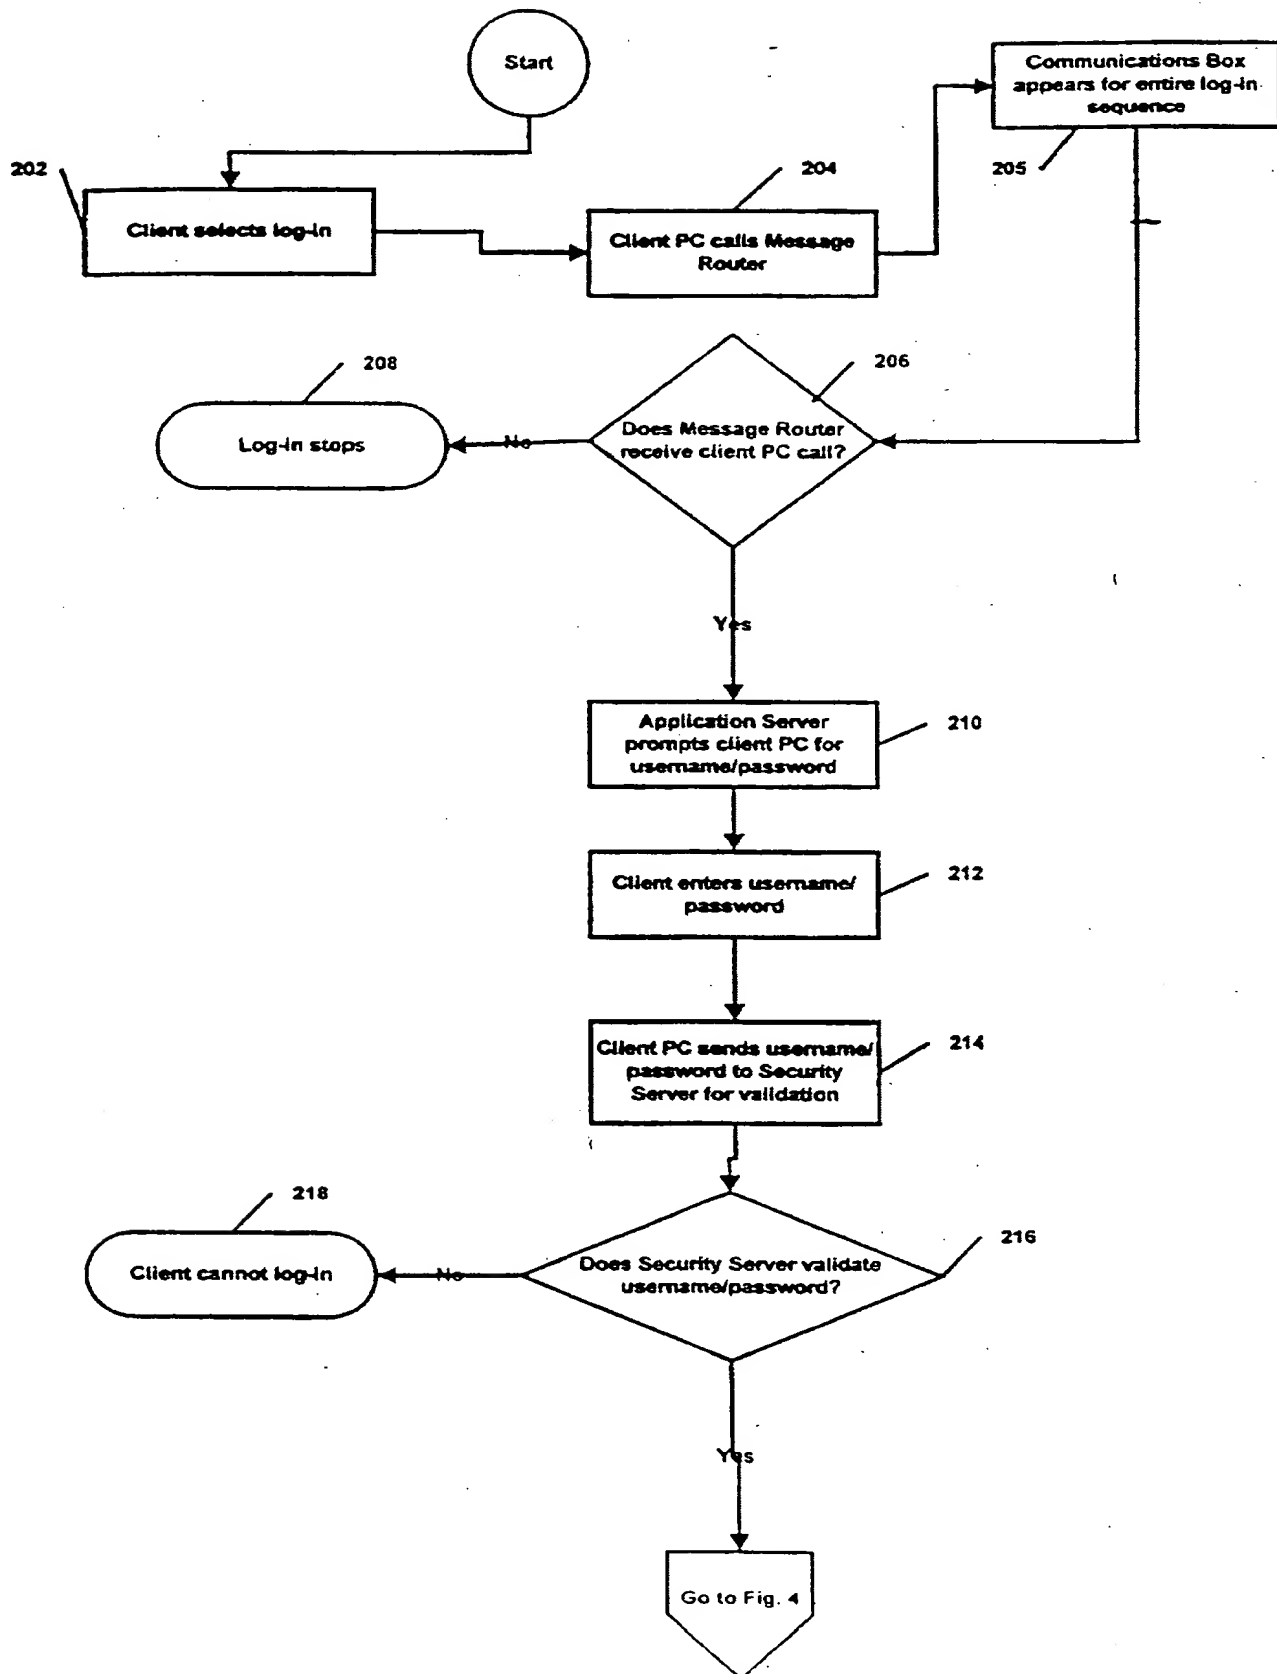 Start
Communications Box
appears for entire log-in
sequence
202
204
205
Client selects log-in
Client PC calls Message
Router
208
206
Log-in stops
No
Does Message Router
receive client PC call?
Yes
Application Server
prompts client PC for
username/password
210
Client enters username/
password
212
Client PC sends username/
password to Security
Server for validation
214
218
216
Client cannot log-in
No
Does Security Server validate
username/password?
Yes
Go to Fig. 4